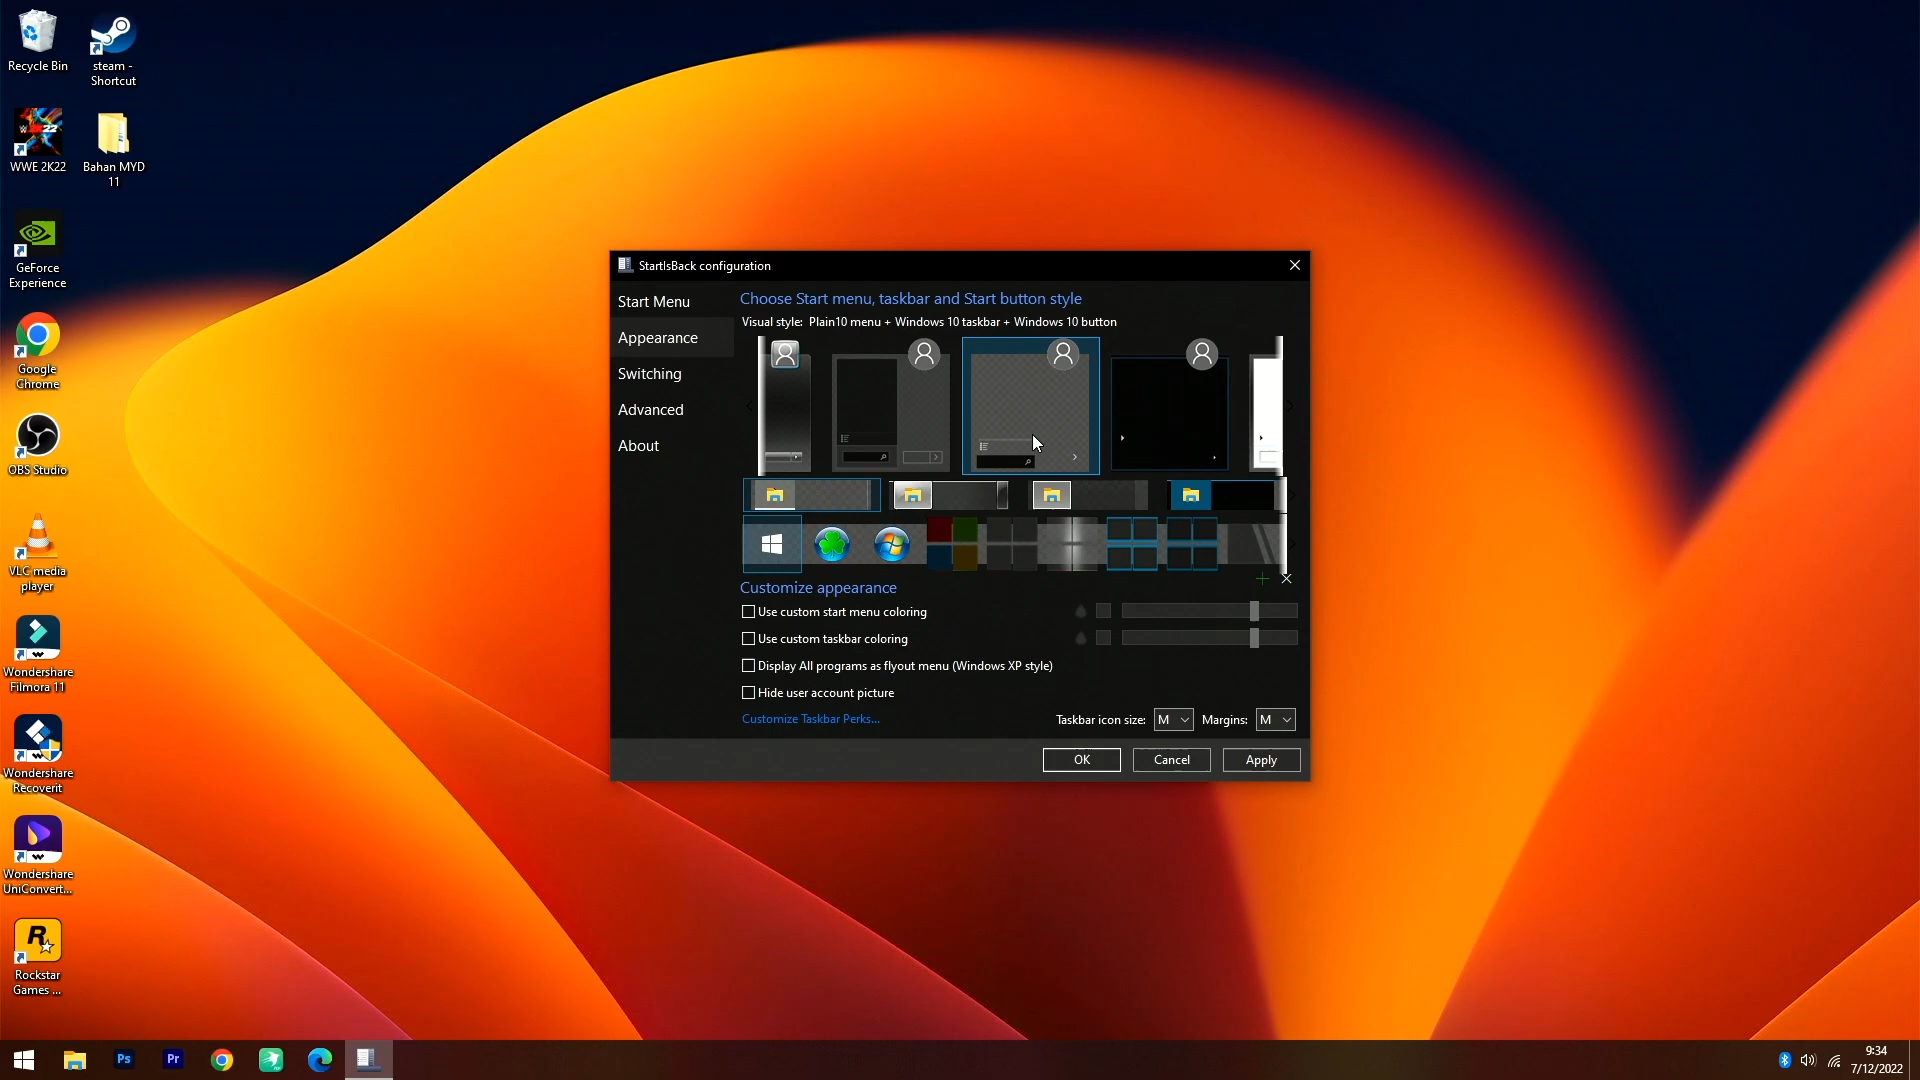 Recycle Bin
steam -
Shortcut
2K22
WWE 2K22
Bahan MYD
11
GeForce
Experience
Google
Chrome
OBS Studio
VLC media
player
Wondershare
Filmora 11
Wondershare
Recoverit
Wondershare
UniConvert...
R
Rockstar
Games ...
StartIsBack configuration
Start Menu
Appearance
Switching
Advanced
About
Choose Start menu, taskbar and Start button style
Visual style: Plain10 menu + Windows 10 taskbar + Windows 10 button
Customize appearance
Use custom start menu coloring
Use custom taskbar coloring
Display All programs as flyout menu (Windows XP style)
Hide user account picture
Customize Taskbar Perks...
Taskbar icon size: M
Margins: M
OK
Cancel
Apply
Ps
Pr
9:34
7/12/2022